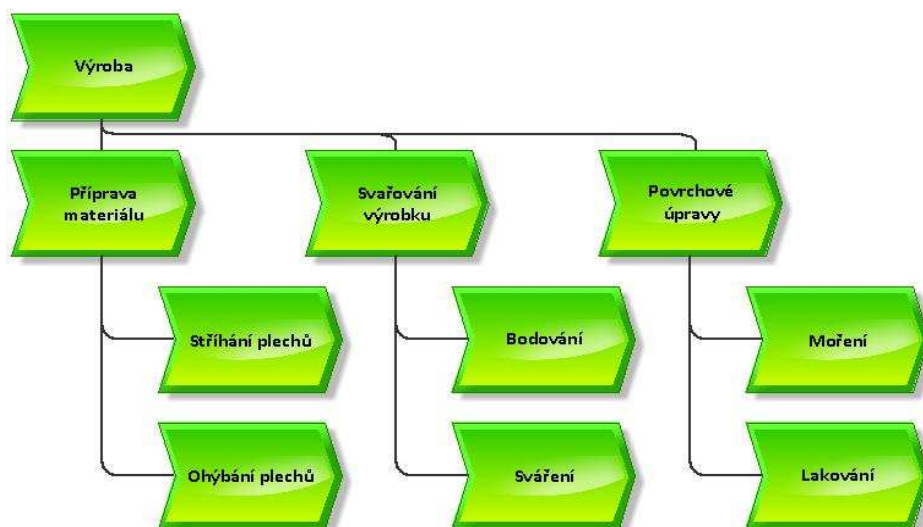 Výroba
Příprava
materiálu
Svařování
výrobku
Povrchové
úpravy
Stříhání plechů
Bodování
Moření
Ohýbání plechů
Sváření
Lakování